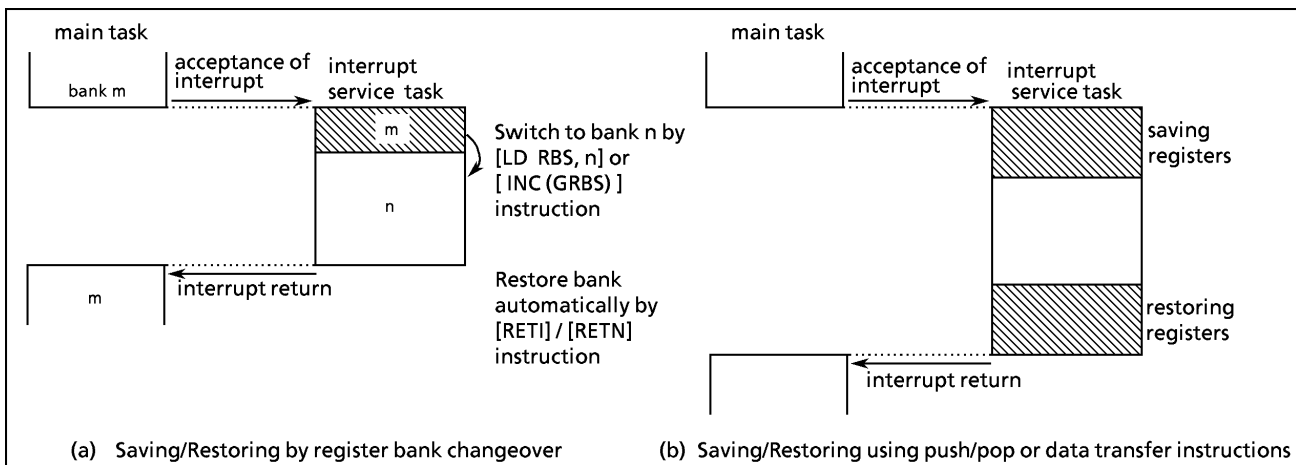 main task
bank m
acceptance of
interrupt
interrupt
service task
m
Switch to bank n by
[LD RBS, n] or
[ INC (GRBS) ]
instruction
n
interrupt return
m
Restore bank
automatically by
[RETI] / [RETN]
instruction
(a) Saving/Restoring by register bank changeover
main task
acceptance of
interrupt
interrupt
service task
saving
registers
restoring
registers
interrupt return
(b) Saving/Restoring using push/pop or data transfer instructions